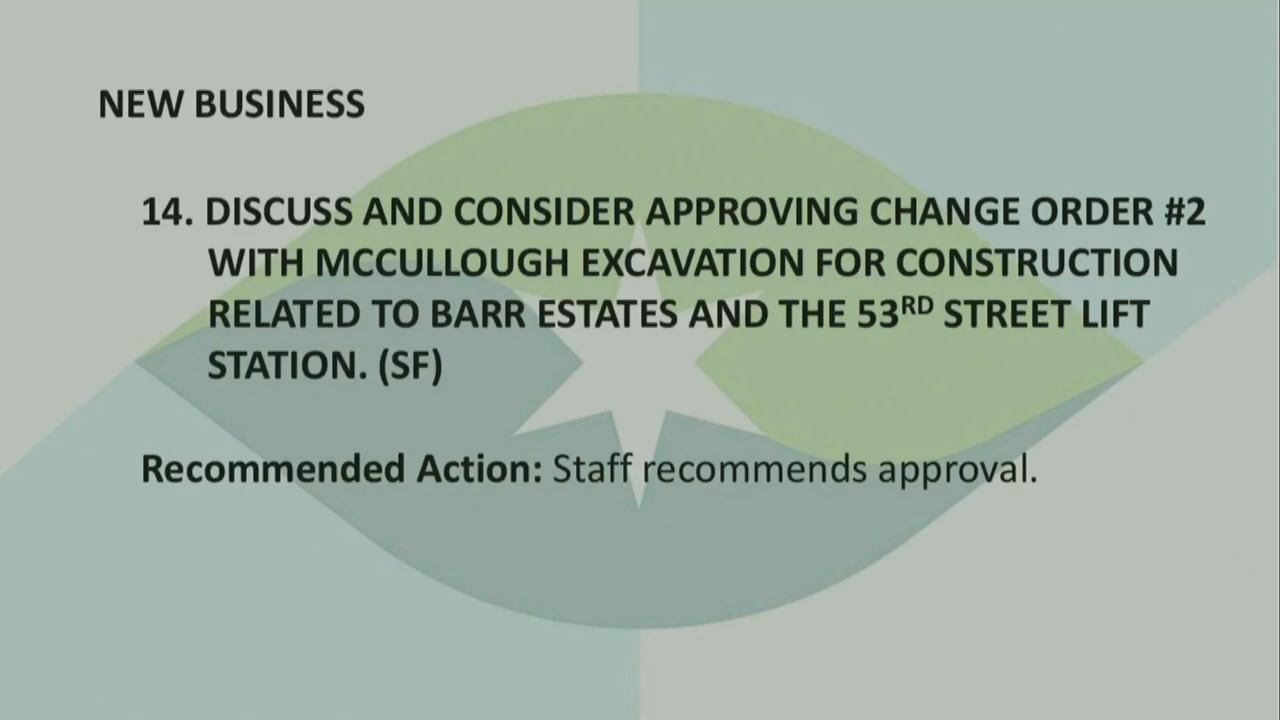 NEW BUSINESS
14. DISCUSS AND CONSIDER APPROVING CHANGE ORDER #2
WITH MCCULLOUGH EXCAVATION FOR CONSTRUCTION
RELATED TO BARR ESTATES AND THE 53RD STREET LIFT
STATION. (SF)
Recommended Action: Staff recommends approval.